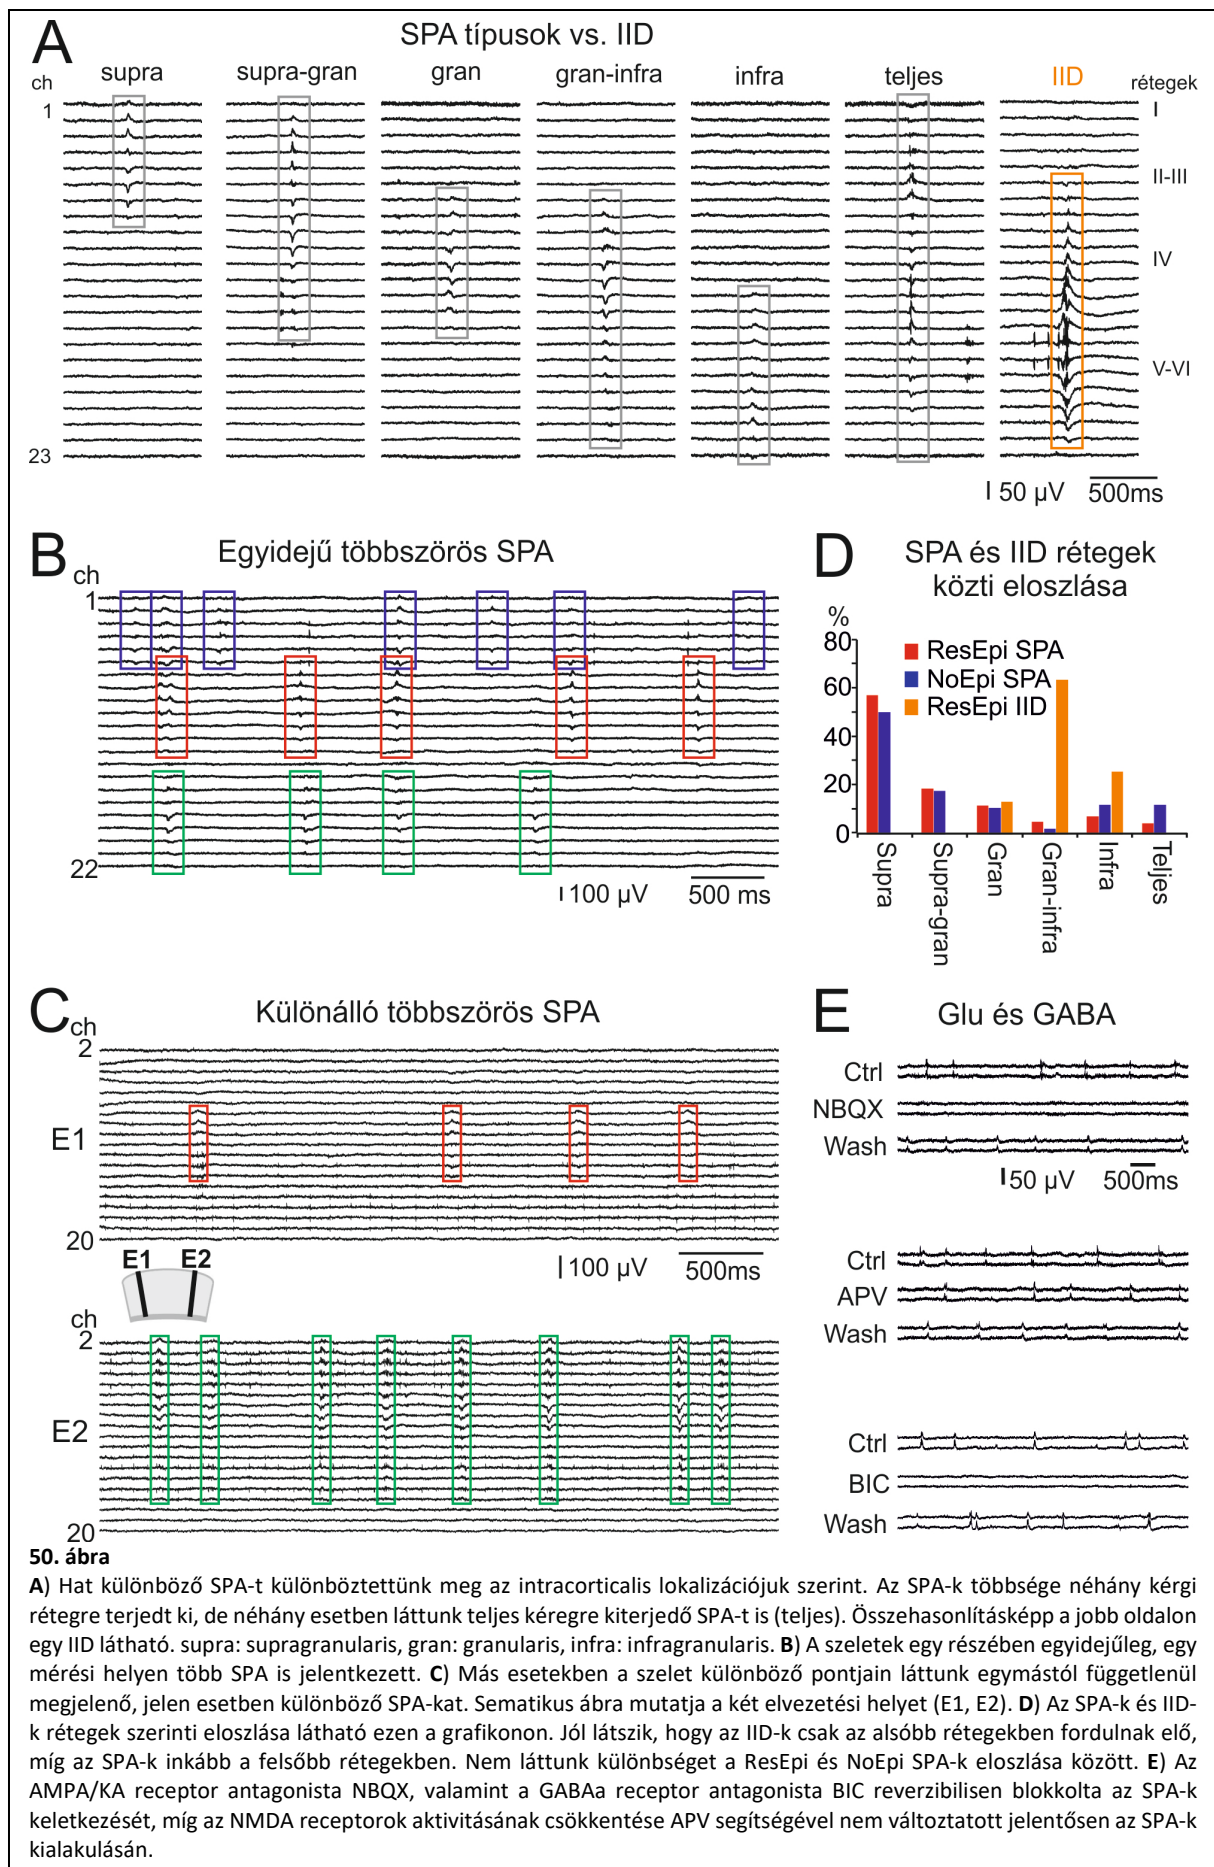 A
SPA típusok vs. IID
supra
supra-gran
gran
gran-infra
infra
teljes
IID
rétegek
ch
1
23
I
II-III
IV
V-VI
50 µV
500ms
B
Egyidejű többszörös SPA
ch
1
22
100 µV
500 ms
D
SPA és IID rétegek
közti eloszlása
%
80
60
40
20
0
ResEpi SPA
NoEpi SPA
ResEpi IID
Supra
Supra-gran
Gran
Gran-infra
Infra
Teljes
C
Különálló többszörös SPA
ch
2
E1
20
E1 E2
100 µV
500ms
ch
2
E2
20
E
Glu és GABA
Ctrl
NBQX
Wash
50 µV
500ms
Ctrl
APV
Wash
Ctrl
BIC
Wash
50. ábra
A) Hat különböző SPA-t különböztettünk meg az intracorticalis lokalizációjuk szerint. Az SPA-k többsége néhány kérgi
rétegre terjedt ki, de néhány esetben láttunk teljes kéregre kiterjedő SPA-t is (teljes). Összehasonlításképp a jobb oldalon
egy IID látható. supra: supragranularis, gran: granularis, infra: infragranularis. B) A szeletek egy részében egyidejűleg, egy
mérési helyen több SPA is jelentkezett. C) Más esetekben a szelet különböző pontjain láttunk egymástól függetlenül
megjelenő, jelen esetben különböző SPA-kat. Sematikus ábra mutatja a két elvezetési helyet (E1, E2). D) Az SPA-k és IID-
k rétegek szerinti eloszlása látható ezen a grafikonon. Jól látszik, hogy az IID-k csak az alsóbb rétegekben fordulnak elő,
míg az SPA-k inkább a felsőbb rétegekben. Nem láttunk különbséget a ResEpi és NoEpi SPA-k eloszlása között. E) Az
AMPA/KA receptor antagonista NBQX, valamint a GABAa receptor antagonista BIC reverzibilisen blokkolta az SPA-k
keletkezését, míg az NMDA receptorok aktivitásának csökkentése APV segítségével nem változtatott jelentősen az SPA-k
kialakulásán.